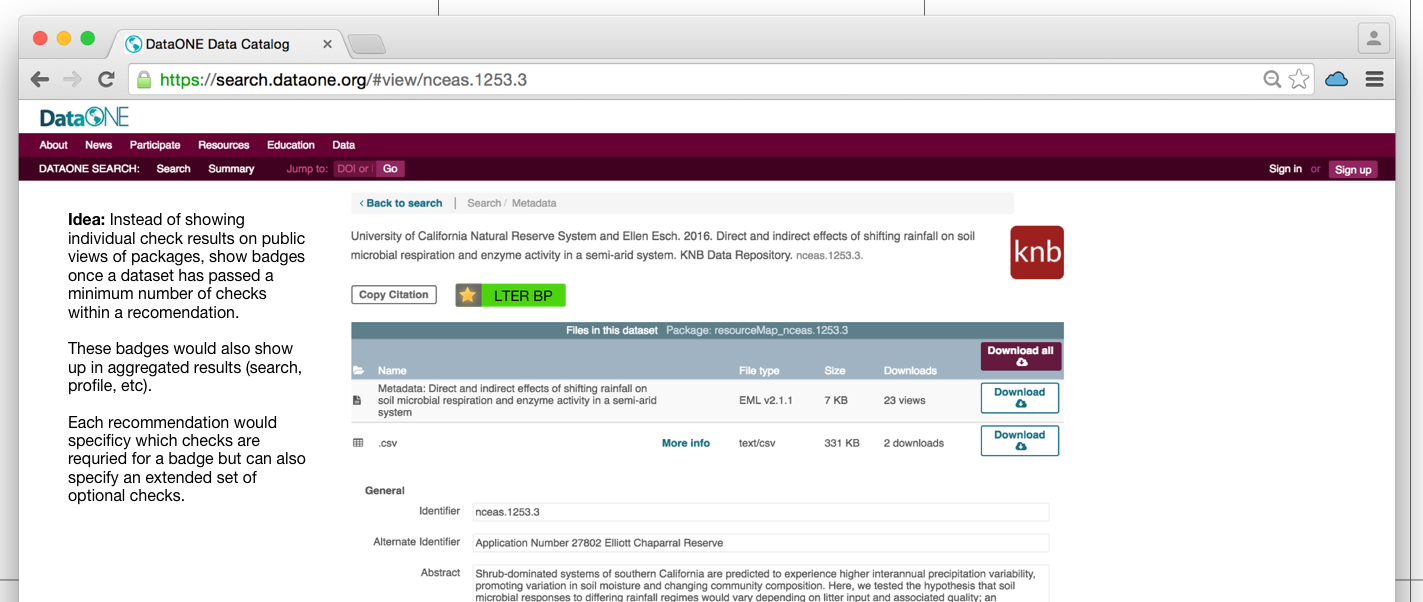 DataONE Data Catalog
https://search.dataone.org/#view/nceas.1253.3
DataONE
About News Participate Resources Education Data
DATAONE SEARCH: Search Summary Jump to: DOI or Go Sign in or Sign up
Idea: Instead of showing
individual check results on public
views of packages, show badges
once a dataset has passed a
minimum number of checks
within a recomendation.
These badges would also show
up in aggregated results (search,
profile, etc).
Each recommendation would
specificy which checks are
requried for a badge but can also
specify an extended set of
optional checks.
‹ Back to search | Search / Metadata
University of California Natural Reserve System and Ellen Esch. 2016. Direct and indirect effects of shifting rainfall on soil
microbial respiration and enzyme activity in a semi-arid system. KNB Data Repository. nceas.1253.3.
knb
Copy Citation LTER BP
Files in this dataset Package: resourceMap_nceas.1253.3
Name File type Size Downloads Download all
Metadata: Direct and indirect effects of shifting rainfall on
soil microbial respiration and enzyme activity in a semi-arid
system
EML v2.1.1 7 KB 23 views Download
.csv More info text/csv 331 KB 2 downloads Download
General
Identifier nceas.1253.3
Alternate Identifier Application Number 27802 Elliott Chaparral Reserve
Abstract Shrub-dominated systems of southern California are predicted to experience higher interannual precipitation variability,
promoting variation in soil moisture and changing community composition. Here, we tested the hypothesis that soil
microbial responses to differing rainfall regimes would vary depending on litter input and associated quality; an